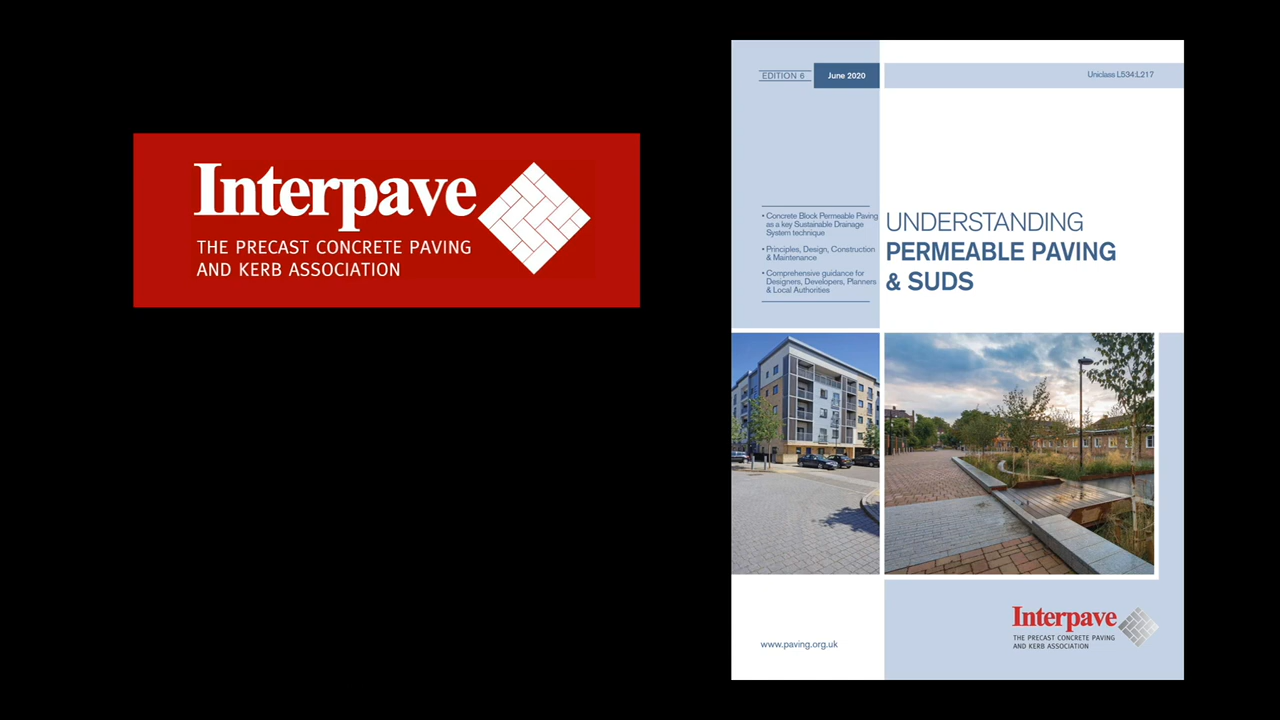 Interpave
THE PRECAST CONCRETE PAVING
AND KERB ASSOCIATION
EDITION 6
June 2020
Uniclass L534:L217
• Concrete Block Permeable Paving
as a key Sustainable Drainage
System technique
• Principles, Design, Construction
& Maintenance
• Comprehensive guidance for
Designers, Developers, Planners
& Local Authorities
UNDERSTANDING
PERMEABLE PAVING
& SUDS
www.paving.org.uk
Interpave
THE PRECAST CONCRETE PAVING
AND KERB ASSOCIATION